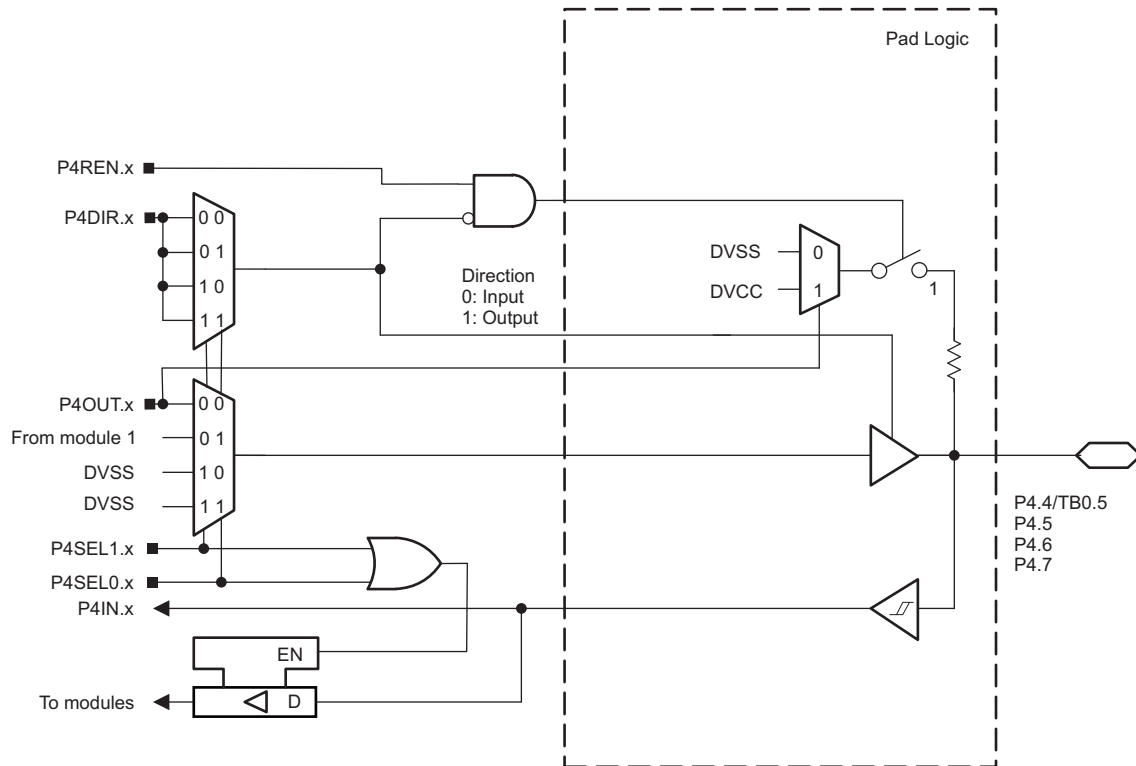 Pad Logic
P4REN.x
P4DIR.x
0 0
0 1
1 0
1 1
Direction
0: Input
1: Output
DVSS
0
DVCC
1
1
P4OUT.x
0 0
From module 1
0 1
DVSS
1 0
DVSS
1 1
P4.4/TB0.5
P4.5
P4.6
P4.7
P4SEL1.x
P4SEL0.x
P4IN.x
EN
To modules
D